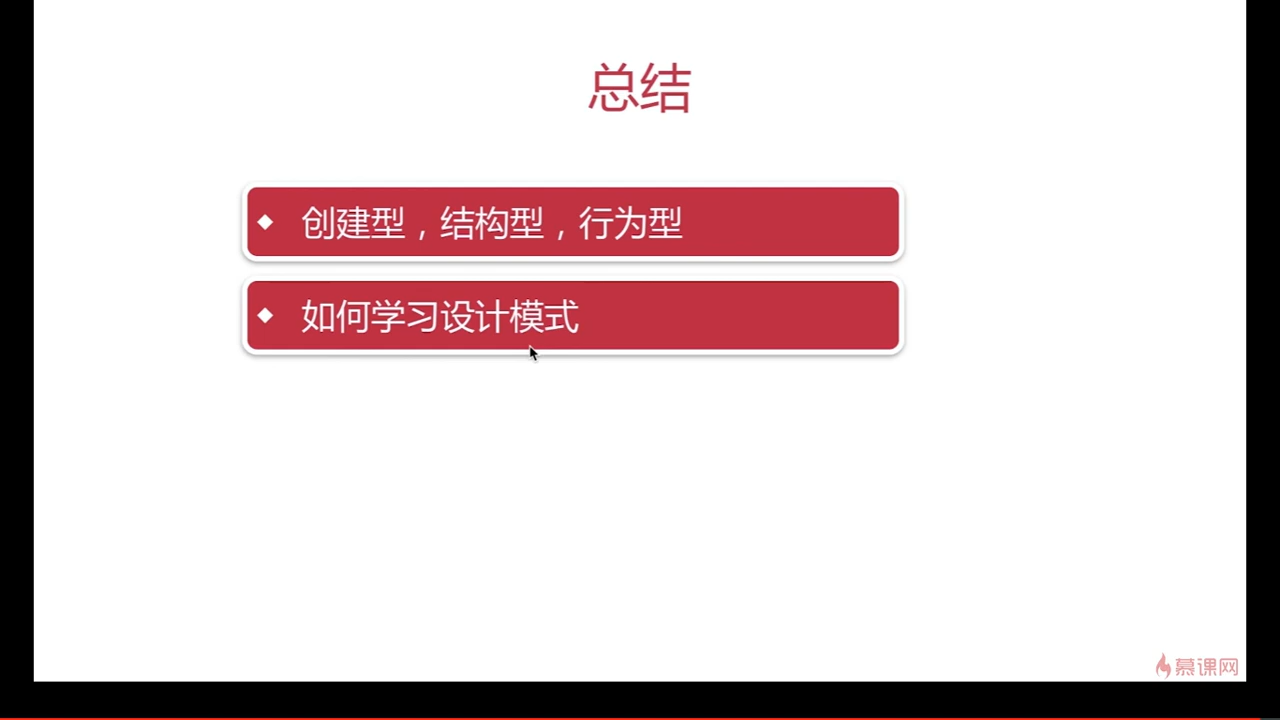 总结
创建型，结构型，行为型
如何学习设计模式
慕课网